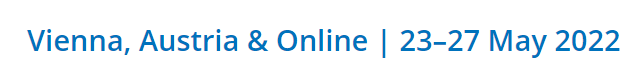 Vienna, Austria & Online | 23–27 May 2022